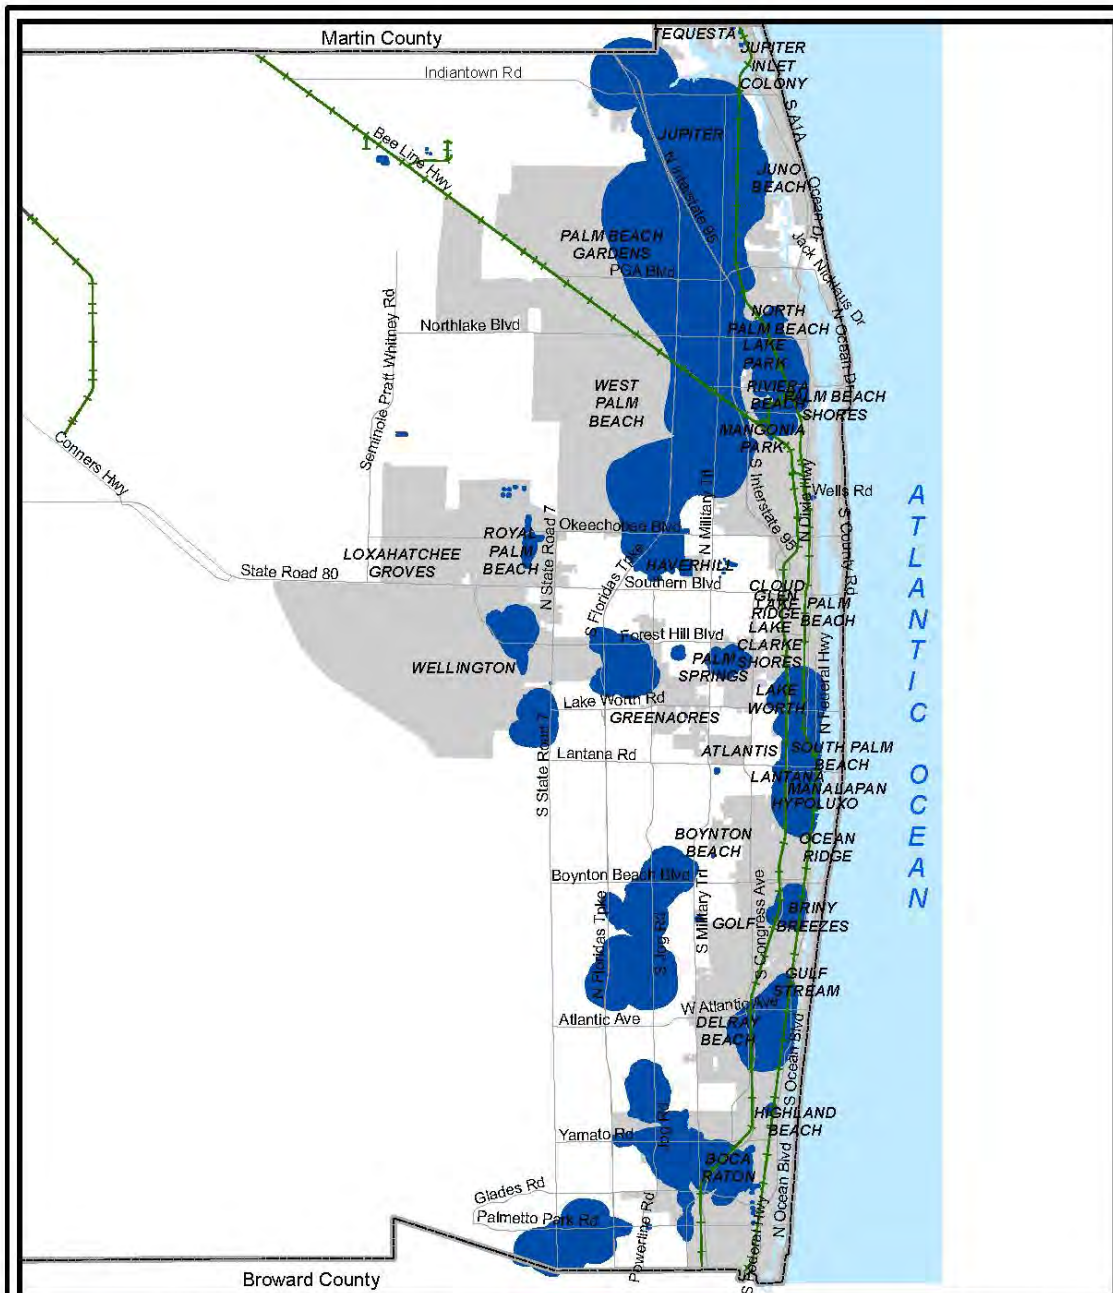 Martin County
TEQUESTA
JUPITER
INLET
COLONY
Indiantown Rd
S A1A
JUPITER
Bee Line Hwy
N Interstate 95
JUNO
BEACH
Ocean Dr
PALM BEACH
GARDENS
PGA Blvd
Jack Nicklaus Dr
Seminole Pratt Whitney Rd
Northlake Blvd
NORTH
PALM BEACH
N Ocean Dr
LAKE
PARK
WEST
PALM
BEACH
RIVIERA
BEACH
PALM BEACH
SHORES
MANGONIA
PARK
Conners Hwy
S Interstate 95
N Dixie Hwy
Wells Rd
N Military Trl
S County Rd
ATLANTIC OCEAN
Okeechobee Blvd
ROYAL
PALM
BEACH
N State Road 7
LOXAHATCHEE
GROVES
State Road 80
S Floridas Tpke
HAVERHILL
Southern Blvd
CLOUD
GLEN
LAKE
RIDGE
PALM
BEACH
LAKE
CLARKE
SHORES
Forest Hill Blvd
PALM
SPRINGS
WELLINGTON
N Federal Hwy
Lake Worth Rd
LAKE
WORTH
GREENACRES
S State Road 7
Lantana Rd
ATLANTIS
SOUTH PALM
BEACH
LANTANA
MANALAPAN
HYPOLUXO
BOYNTON
BEACH
OCEAN
RIDGE
Boynton Beach Blvd
S Military Trl
N Floridas Tpke
S Jog Rd
GOLF
S Congress Ave
BRINY
BREEZES
GULF
STREAM
W Atlantic Ave
Atlantic Ave
DELRAY
BEACH
S Ocean Blvd
Jog Rd
HIGHLAND
BEACH
Yamato Rd
BOCA
RATON
N Ocean Blvd
Glades Rd
Palmetto Park Rd
Powerline Rd
S Federal Hwy
Broward County